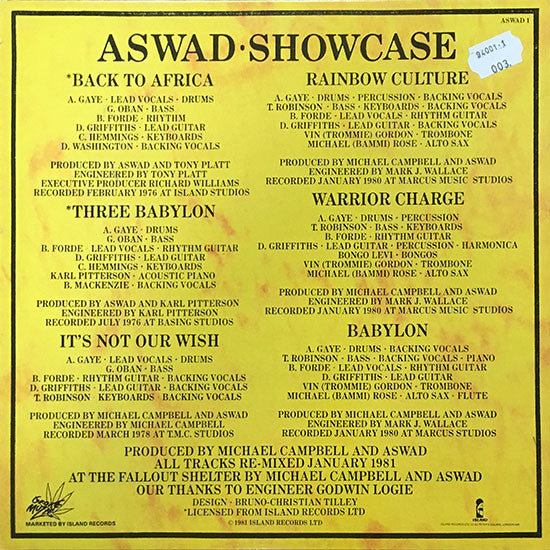 ASWAD 1
ASWAD·SHOWCASE
94001-1
003.
*BACK TO AFRICA
A. GAYE · LEAD VOCALS · DRUMS
G. OBAN · BASS
B. FORDE · RHYTHM GUITAR
D. GRIFFITHS · LEAD GUITAR
C. HEMMINGS · KEYBOARDS
D. WASHINGTON · BACKING VOCALS
PRODUCED BY ASWAD AND TONY PLATT
ENGINEERED BY TONY PLATT
EXECUTIVE PRODUCER RICHARD WILLIAMS
RECORDED FEBRUARY 1976 AT ISLAND STUDIOS
*THREE BABYLON
A. GAYE · DRUMS
G. OBAN · BASS
B. FORDE LEAD VOCALS · RHYTHM GUITAR
D. GRIFFITHS · LEAD GUITAR
C. HEMMINGS · KEYBOARDS
KARL PITTERSON · ACOUSTIC PIANO
B. MACKENZIE · BACKING VOCALS
PRODUCED BY ASWAD AND KARL PITTERSON
ENGINEERED BY KARL PITTERSON
RECORDED JULY 1976 AT BASING STUDIOS
IT'S NOT OUR WISH
A. GAYE · LEAD VOCALS · DRUMS
G. OBAN · BASS
B. FORDE · RHYTHM GUITAR · BACKING VOCALS
D. GRIFFITHS · LEAD GUITAR · BACKING VOCALS
T. ROBINSON · KEYBOARDS · BACKING VOCALS
PRODUCED BY MICHAEL CAMPBELL AND ASWAD
ENGINEERED BY MICHAEL CAMPBELL
RECORDED MARCH 1978 AT T.M.C. STUDIOS
RAINBOW CULTURE
A. GAYE · DRUMS · PERCUSSION · BACKING VOCALS
T. ROBINSON · BASS · KEYBOARDS · BACKING VOCALS
B. FORDE · LEAD VOCALS · RHYTHM GUITAR
D. GRIFFITHS · LEAD GUITAR · BACKING VOCALS
VIN (TROMMIE) GORDON · TROMBONE
MICHAEL (BAMMI) ROSE · ALTO SAX
PRODUCED BY MICHAEL CAMPBELL AND ASWAD
ENGINEERED BY MARK J. WALLACE
RECORDED JANUARY 1980 AT MARCUS MUSIC STUDIOS
WARRIOR CHARGE
A. GAYE · DRUMS · PERCUSSION
T. ROBINSON · BASS · KEYBOARDS
B. FORDE · RHYTHM GUITAR
D. GRIFFITHS · LEAD GUITAR · PERCUSSION · HARMONICA
BONGO LEVI · BONGOS
VIN (TROMMIE) GORDON · TROMBONE
MICHAEL (BAMMI) ROSE · ALTO SAX
PRODUCED BY MICHAEL CAMPBELL AND ASWAD
ENGINEERED BY MARK J. WALLACE
RECORDED JANUARY 1980 AT MARCUS MUSIC STUDIOS
BABYLON
A. GAYE · DRUMS · BACKING VOCALS
T. ROBINSON · BASS · BACKING VOCALS · PIANO
B. FORDE · LEAD VOCALS · RHYTHM GUITAR
D. GRIFFITHS · LEAD GUITAR
VIN (TROMMIE) GORDON · TROMBONE
MICHAEL (BAMMI) ROSE · ALTO SAX · FLUTE
PRODUCED BY MICHAEL CAMPBELL AND ASWAD
ENGINEERED BY MARK J. WALLACE
RECORDED JANUARY 1980 AT MARCUS MUSIC STUDIOS
PRODUCED BY MICHAEL CAMPBELL AND ASWAD
ALL TRACKS RE-MIXED JANUARY 1981
AT THE FALLOUT SHELTER BY MICHAEL CAMPBELL AND ASWAD
OUR THANKS TO ENGINEER GODWIN LOGIE
DESIGN · BRUNO-CHRISTIAN TILLEY
*LICENSED FROM ISLAND RECORDS LTD
© 1981 ISLAND RECORDS LTD
MARKETED BY ISLAND RECORDS
ISLAND